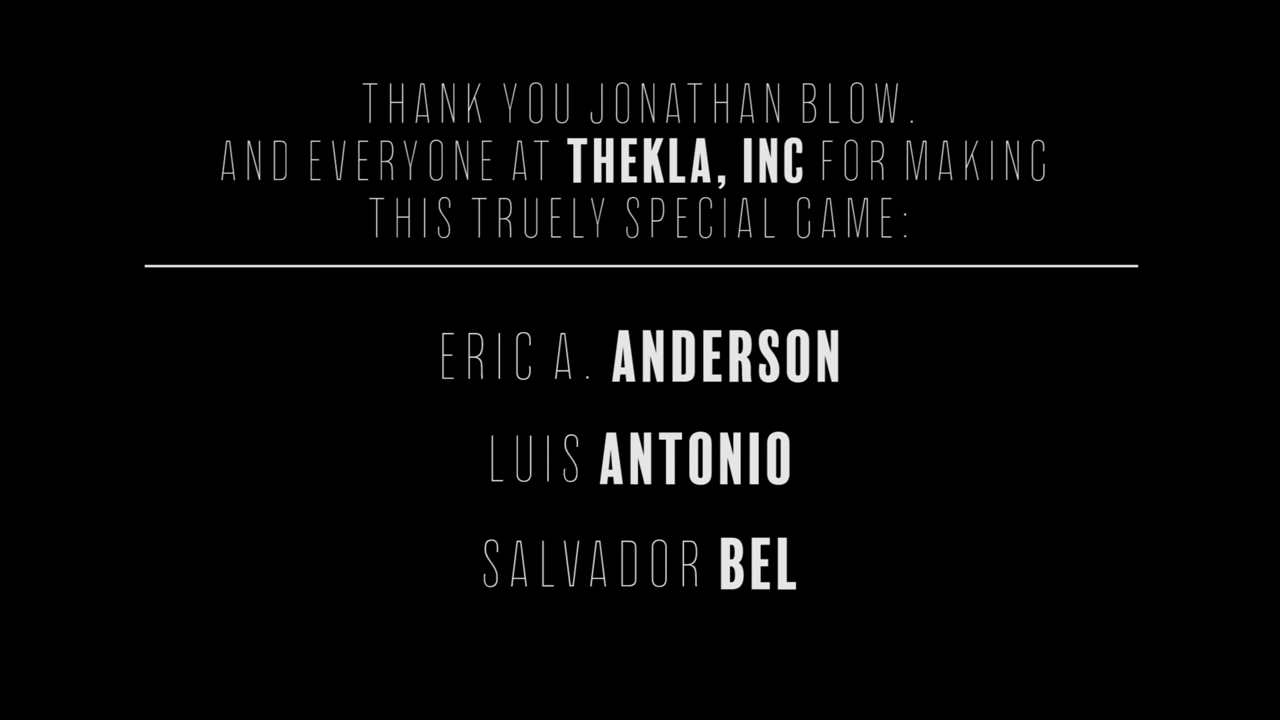 THANK YOU JONATHAN BLOW.
AND EVERYONE AT THEKLA, INC FOR MAKING
THIS TRUELY SPECIAL GAME:
ERIC A. ANDERSON
LUIS ANTONIO
SALVADOR BEL